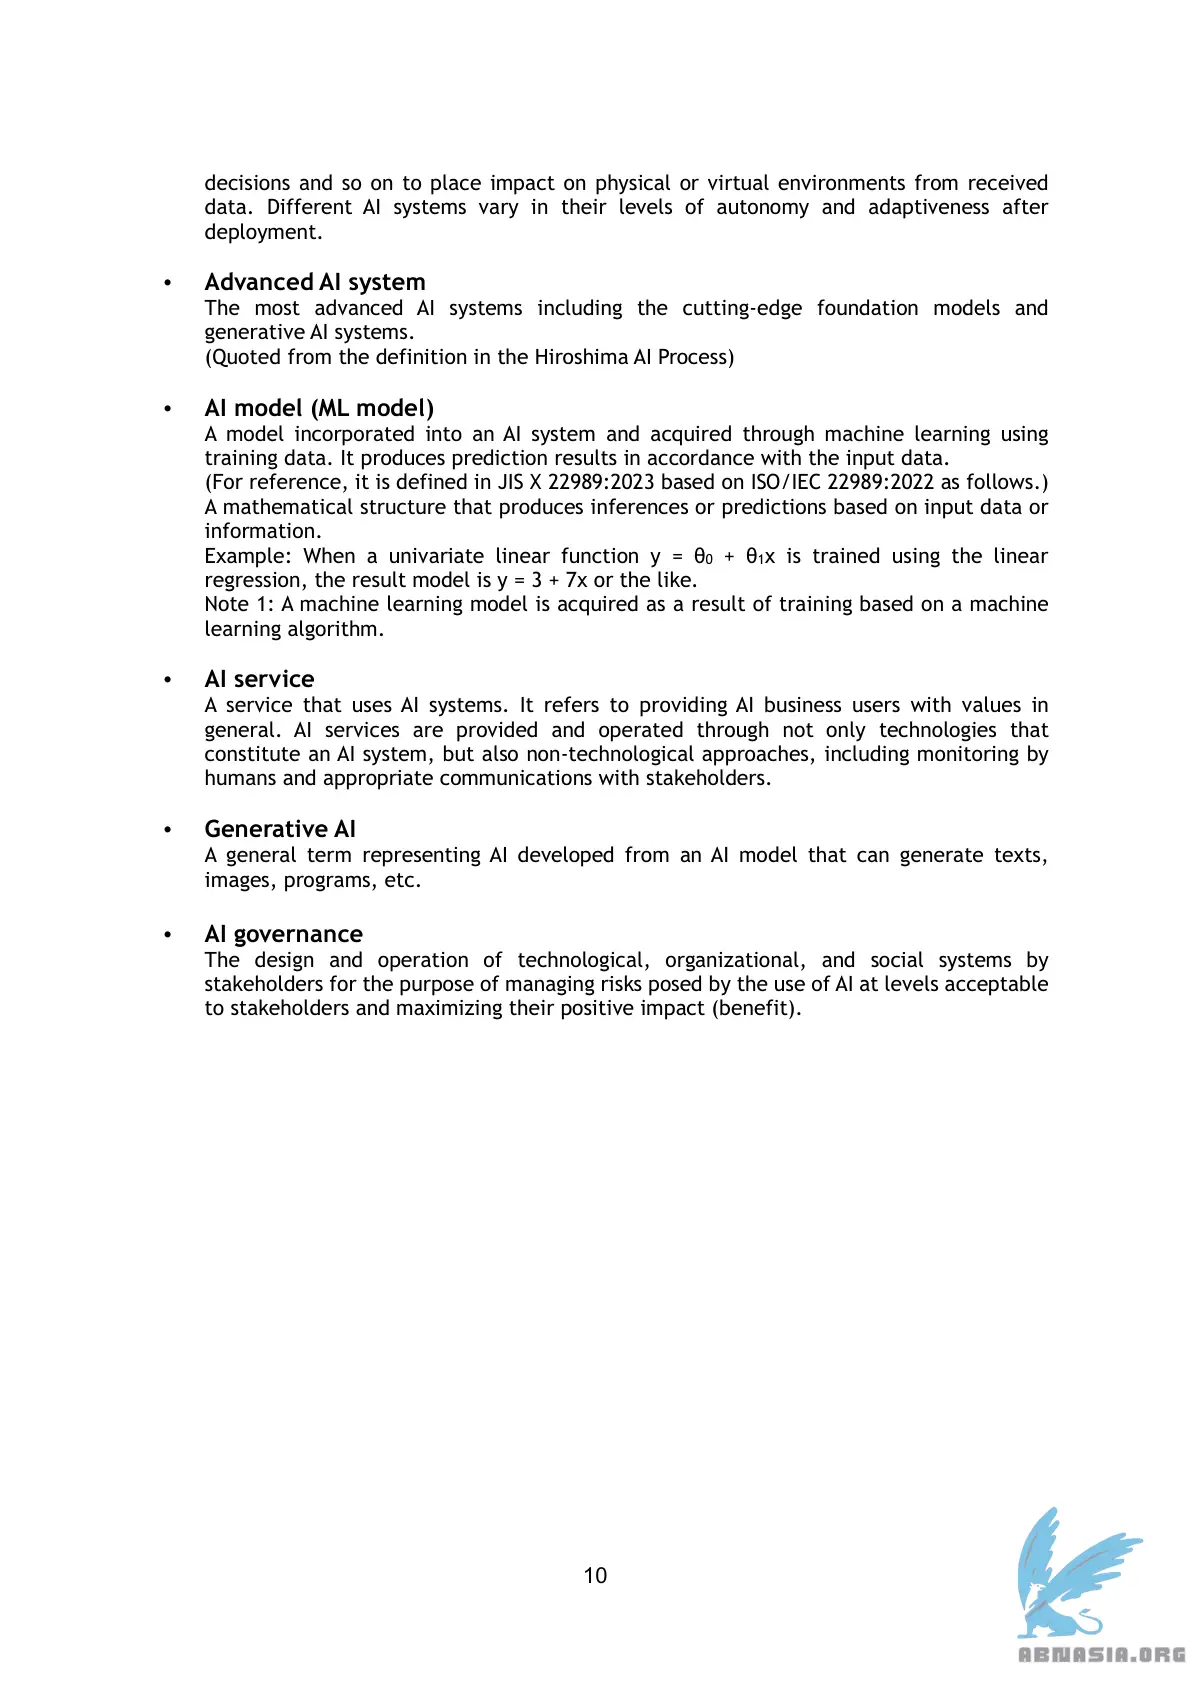 decisions and so on to place impact on physical or virtual environments from received
data. Different AI systems vary in their levels of autonomy and adaptiveness after
deployment.
• Advanced AI system
The most advanced AI systems including the cutting-edge foundation models and
generative AI systems.
(Quoted from the definition in the Hiroshima AI Process)
• AI model (ML model)
A model incorporated into an AI system and acquired through machine learning using
training data. It produces prediction results in accordance with the input data.
(For reference, it is defined in JIS X 22989:2023 based on ISO/IEC 22989:2022 as follows.)
A mathematical structure that produces inferences or predictions based on input data or
information.
Example: When a univariate linear function y = θ₀ + θ₁x is trained using the linear
regression, the result model is y = 3 + 7x or the like.
Note 1: A machine learning model is acquired as a result of training based on a machine
learning algorithm.
• AI service
A service that uses AI systems. It refers to providing AI business users with values in
general. AI services are provided and operated through not only technologies that
constitute an AI system, but also non-technological approaches, including monitoring by
humans and appropriate communications with stakeholders.
• Generative AI
A general term representing AI developed from an AI model that can generate texts,
images, programs, etc.
• AI governance
The design and operation of technological, organizational, and social systems by
stakeholders for the purpose of managing risks posed by the use of AI at levels acceptable
to stakeholders and maximizing their positive impact (benefit).
10
ABNASIA.ORG